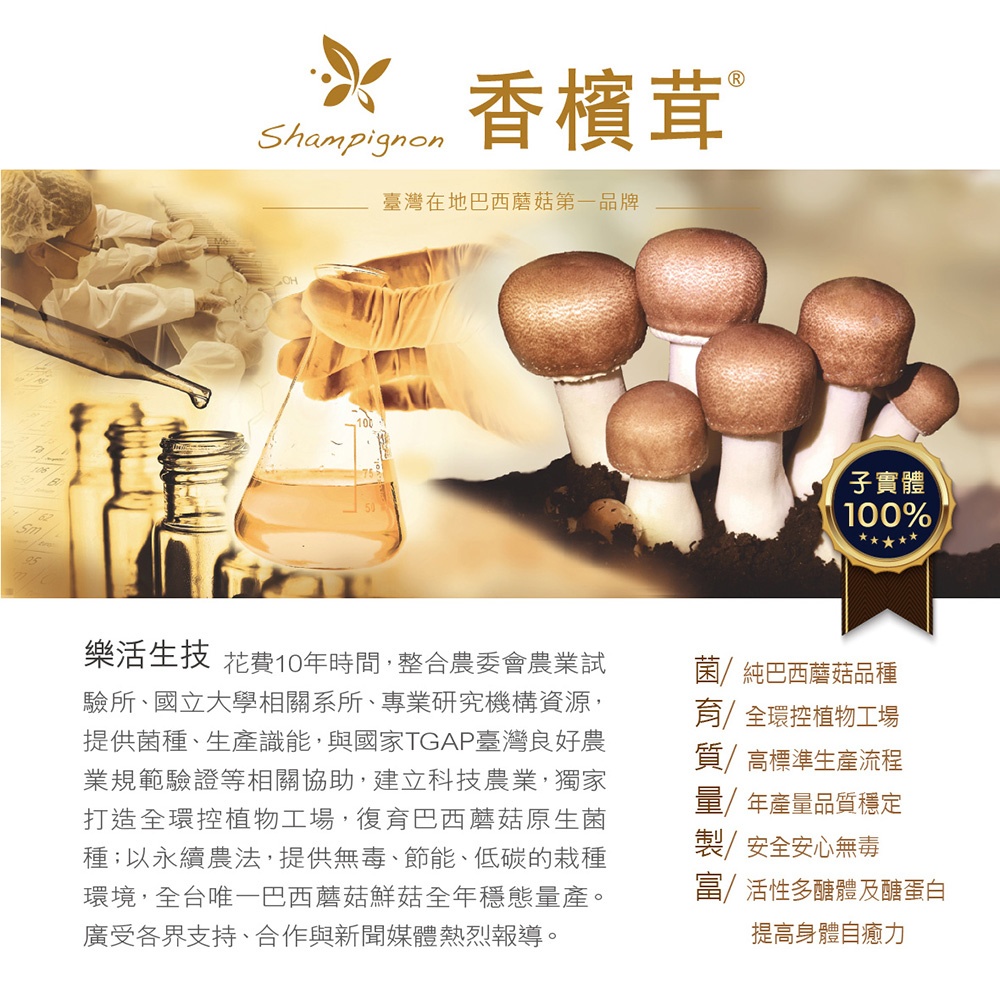 Shampignon
香檳茸®
臺灣在地巴西蘑菇第一品牌
OH
100
75
50
子實體
100%
樂活生技 花費10年時間，整合農委會農業試
驗所、國立大學相關系所、專業研究機構資源，
提供菌種、生產識能，與國家TGAP臺灣良好農
業規範驗證等相關協助，建立科技農業，獨家
打造全環控植物工場，復育巴西蘑菇原生菌
種；以永續農法，提供無毒、節能、低碳的栽種
環境，全台唯一巴西蘑菇鮮菇全年穩態量產。
廣受各界支持、合作與新聞媒體熱烈報導。
菌/ 純巴西蘑菇品種
育/ 全環控植物工場
質/ 高標準生產流程
量/ 年產量品質穩定
製/ 安全安心無毒
富/ 活性多醣體及醣蛋白
提高身體自癒力